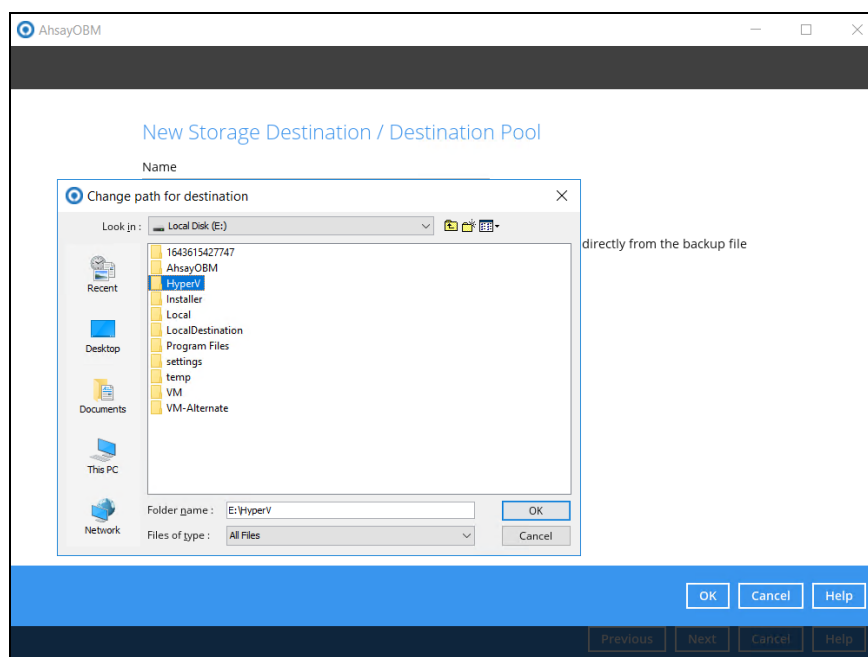 AhsayOBM
New Storage Destination / Destination Pool
Name
Change path for destination
Look in :
Local Disk (E:)
directly from the backup file
1643615427747
AhsayOBM
HyperV
Installer
Local
LocalDestination
Program Files
settings
temp
VM
VM-Alternate
Recent
Desktop
Documents
This PC
Network
Folder name :
E:\HyperV
OK
Files of type :
All Files
Cancel
OK
Cancel
Help
Previous
Next
Cancel
Help